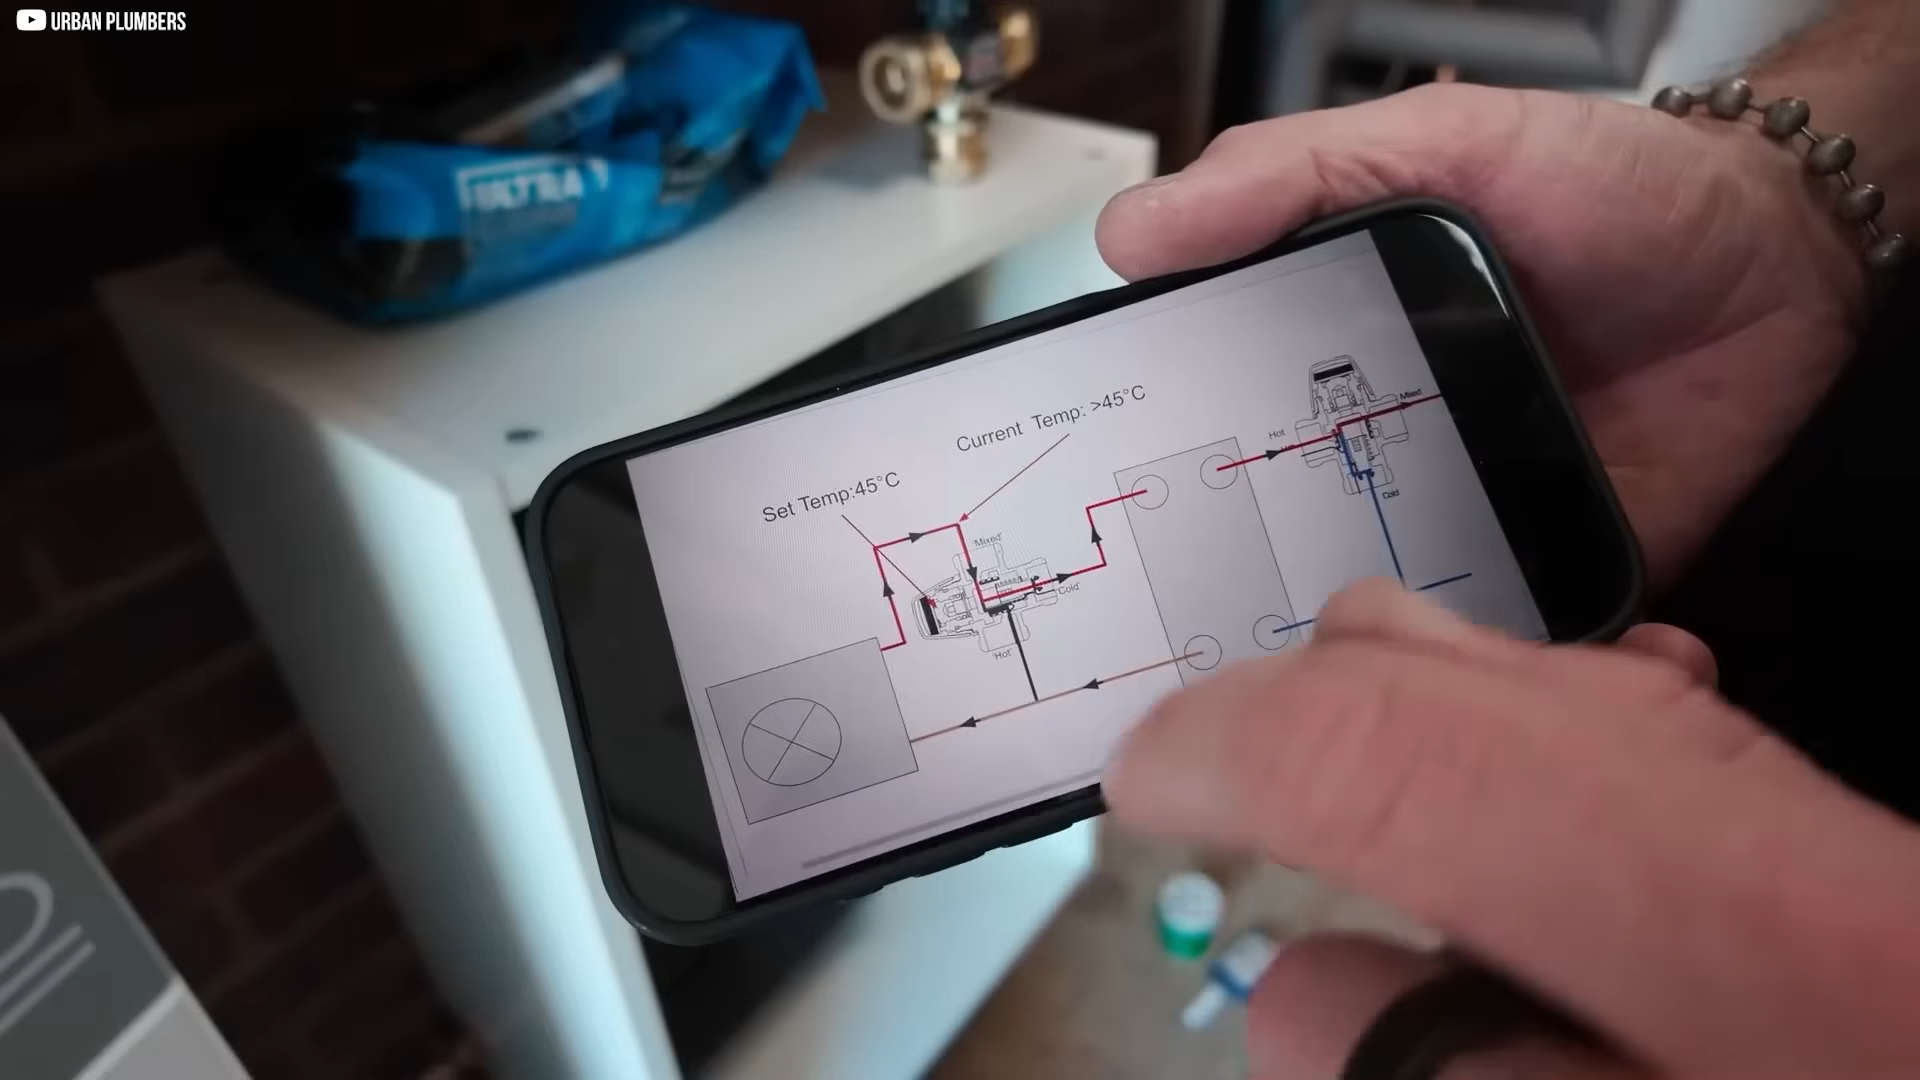 URBAN PLUMBERS
ULTRA
Current Temp: >45°C
Set Temp:45°C
Mixed
Hot
Cold
'Mixed'
'Cold'
'Hot'